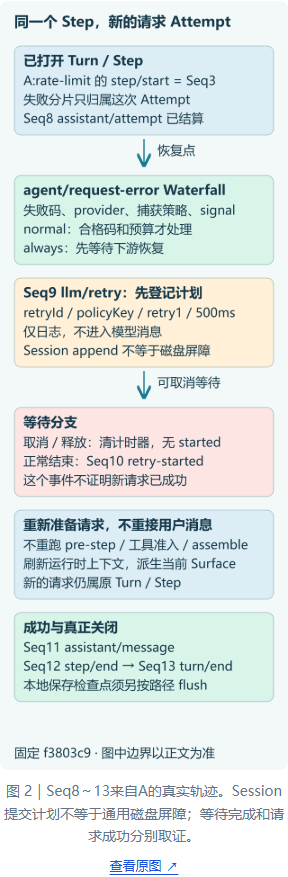 同一个 Step，新的请求 Attempt
已打开 Turn / Step
A:rate-limit 的 step/start = Seq3
失败分片只归属这次 Attempt
Seq8 assistant/attempt 已结算
恢复点
agent/request-error Waterfall
失败码、provider、捕获策略、signal
normal：合格码和预算才处理
always：先等待下游恢复
Seq9 llm/retry：先登记计划
retryId / policyKey / retry1 / 500ms
仅日志，不进入模型消息
Session append 不等于磁盘屏障
可取消等待
等待分支
取消 / 释放：清计时器，无 started
正常结束：Seq10 retry-started
这个事件不证明新请求已成功
重新准备请求，不重接用户消息
不重跑 pre-step / 工具准入 / assemble
刷新运行时上下文，派生当前 Surface
新的请求仍属原 Turn / Step
成功与真正关闭
Seq11 assistant/message
Seq12 step/end → Seq13 turn/end
本地保存检查点须另按路径 flush
固定 f3803c9 · 图中边界以正文为准
图 2｜Seq8～13来自A的真实轨迹。Session
提交计划不等于通用磁盘屏障；等待完成和请
求成功分别取证。
查看原图 ↗